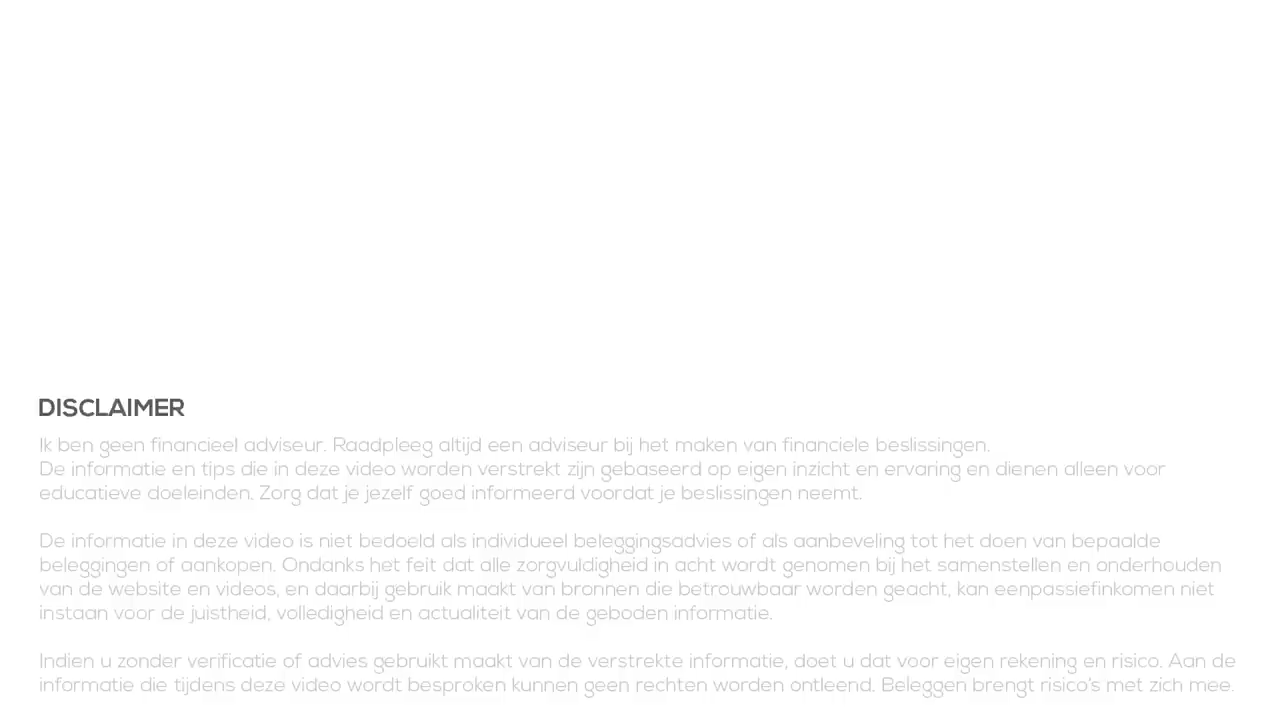 DISCLAIMER
Ik ben geen financieel adviseur. Raadpleeg altijd een adviseur bij het maken van financiele beslissingen.
De informatie en tips die in deze video worden verstrekt zijn gebaseerd op eigen inzicht en ervaring en dienen alleen voor
educatieve doeleinden. Zorg dat je jezelf goed informeerd voordat je beslissingen neemt.
De informatie in deze video is niet bedoeld als individueel beleggingsadvies of als aanbeveling tot het doen van bepaalde
beleggingen of aankopen. Ondanks het feit dat alle zorgvuldigheid in acht wordt genomen bij het samenstellen en onderhouden
van de website en videos, en daarbij gebruik maakt van bronnen die betrouwbaar worden geacht, kan eenpassiefinkomen niet
instaan voor de juistheid, volledigheid en actualiteit van de geboden informatie.
Indien u zonder verificatie of advies gebruikt maakt van de verstrekte informatie, doet u dat voor eigen rekening en risico. Aan de
informatie die tijdens deze video wordt besproken kunnen geen rechten worden ontleend. Beleggen brengt risico's met zich mee.